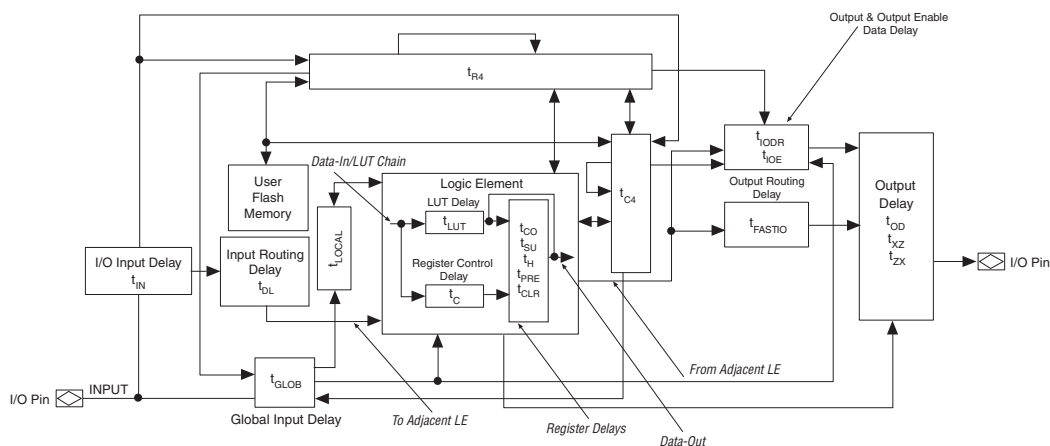 Output & Output Enable
Data Delay
tR4
tIODR
tIOE
Data-In/LUT Chain
User
Flash
Memory
Logic Element
LUT Delay
tLUT
tCO
tSU
tH
tPRE
tCLR
Register Control
Delay
tC
tC4
Output Routing
Delay
tFASTIO
Output
Delay
tOD
tXZ
tZX
I/O Pin
tLOCAL
I/O Input Delay
tIN
Input Routing
Delay
tDL
From Adjacent LE
I/O Pin
INPUT
tGLOB
Global Input Delay
To Adjacent LE
Register Delays
Data-Out